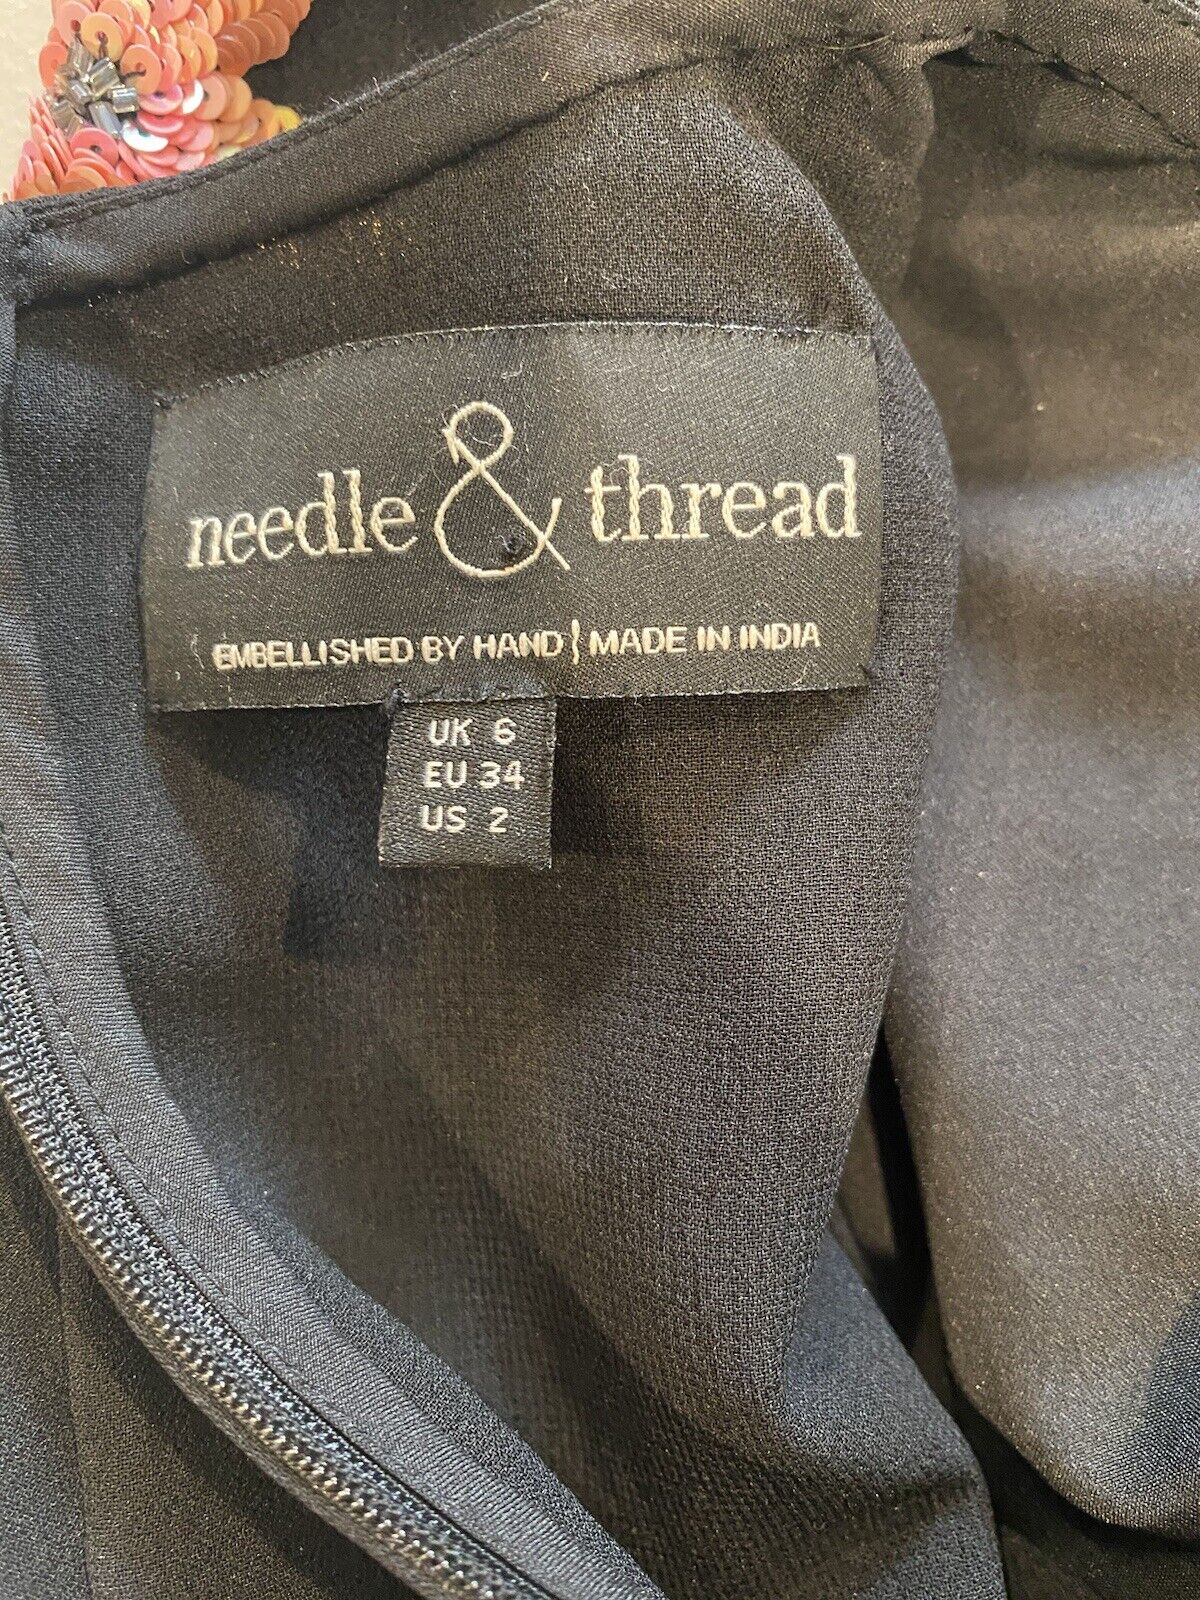 needle & thread
EMBELLISHED BY HAND | MADE IN INDIA
UK 6
EU 34
US 2